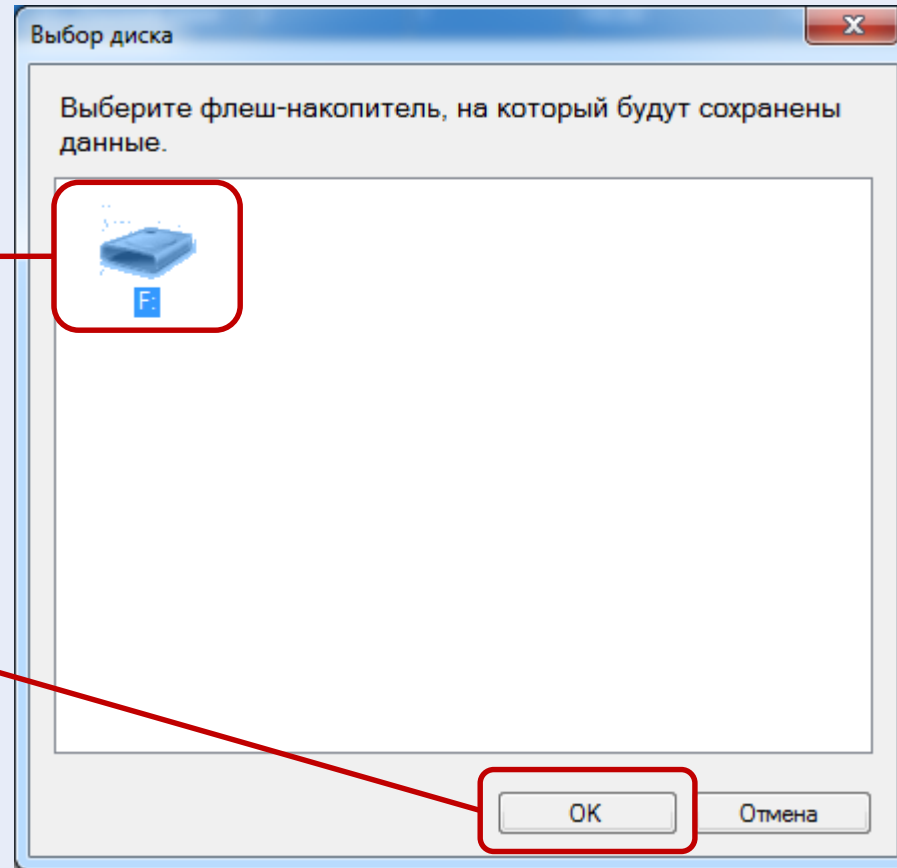 Выбор диска
Выберите флеш-накопитель, на который будут сохранены
данные.
F:
OK
Отмена